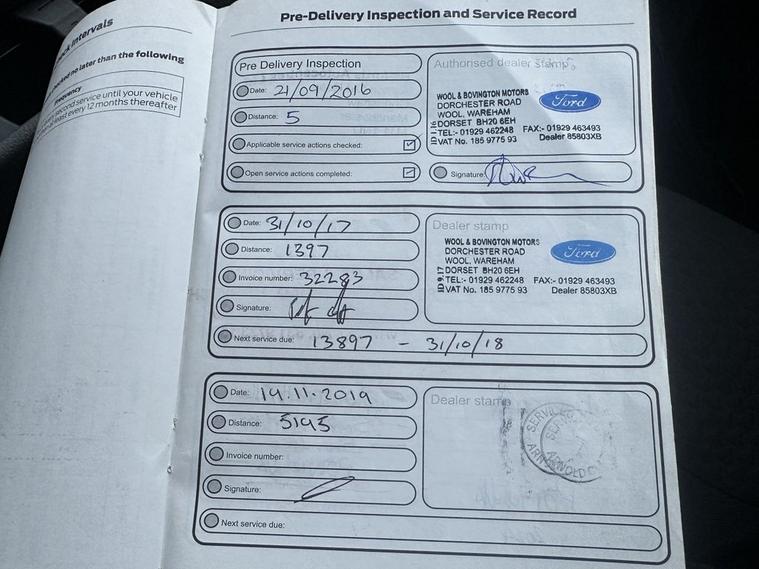 ock intervals
ked no later than the following
frequency
second service until your vehicle
at least every 12 months thereafter
Pre-Delivery Inspection and Service Record
Pre Delivery Inspection
Date: 21/09/2016
Distance: 5
Applicable service actions checked:
Open service actions completed:
Authorised dealer stamp
WOOL & BOVINGTON MOTORS
DORCHESTER ROAD
WOOL, WAREHAM
DORSET BH20 6EH
TEL:- 01929 462248 FAX:- 01929 463493
VAT No. 185 9775 93 Dealer 85803XB
Ford
Signature:
Date: 31/10/17
Distance: 1397
Invoice number: 32283
Signature:
Next service due: 13897 - 31/10/18
Dealer stamp
WOOL & BOVINGTON MOTORS
DORCHESTER ROAD
WOOL, WAREHAM
DORSET BH20 6EH
TEL:- 01929 462248 FAX:- 01929 463493
VAT No. 185 9775 93 Dealer 85803XB
Ford
Date: 14.11.2019
Distance: 5195
Invoice number:
Signature:
Next service due:
Dealer stamp